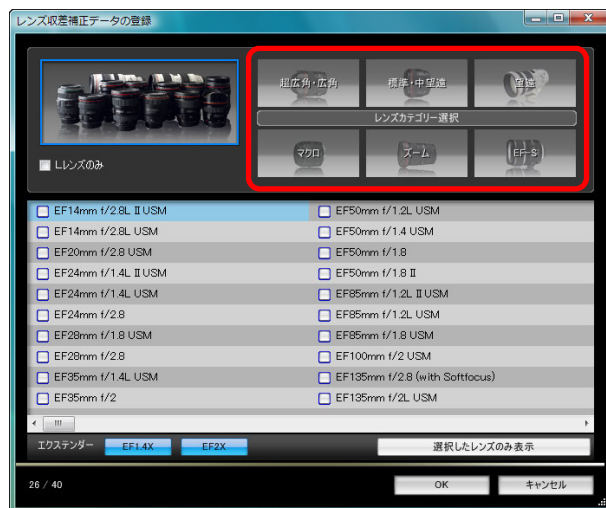 レンズ収差補正データの登録
超広角・広角 標準・中望遠 望遠
レンズカテゴリー選択
マクロ ズーム EF-S
Lレンズのみ
EF14mm f/2.8L II USM EF50mm f/1.2L USM
EF14mm f/2.8L USM EF50mm f/1.4 USM
EF20mm f/2.8 USM EF50mm f/1.8
EF24mm f/1.4L II USM EF50mm f/1.8 II
EF24mm f/1.4L USM EF85mm f/1.2L II USM
EF24mm f/2.8 EF85mm f/1.2L USM
EF28mm f/1.8 USM EF85mm f/1.8 USM
EF28mm f/2.8 EF100mm f/2 USM
EF35mm f/1.4L USM EF135mm f/2.8 (with Softfocus)
EF35mm f/2 EF135mm f/2L USM
エクステンダー EF1.4X EF2X 選択したレンズのみ表示
26 / 40 OK キャンセル